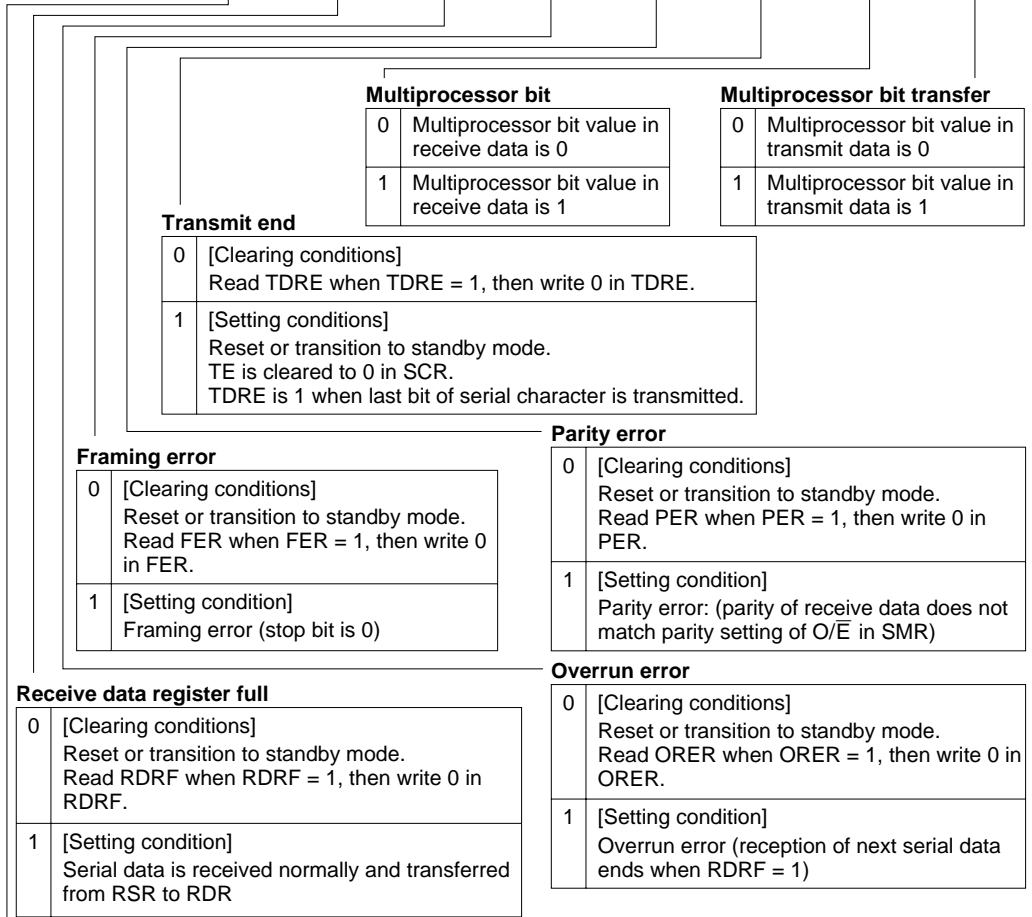 Multiprocessor bit
0 Multiprocessor bit value in
receive data is 0
1 Multiprocessor bit value in
receive data is 1
Multiprocessor bit transfer
0 Multiprocessor bit value in
transmit data is 0
1 Multiprocessor bit value in
transmit data is 1
Transmit end
0 [Clearing conditions]
Read TDRE when TDRE = 1, then write 0 in TDRE.
1 [Setting conditions]
Reset or transition to standby mode.
TE is cleared to 0 in SCR.
TDRE is 1 when last bit of serial character is transmitted.
Framing error
0 [Clearing conditions]
Reset or transition to standby mode.
Read FER when FER = 1, then write 0
in FER.
1 [Setting condition]
Framing error (stop bit is 0)
Parity error
0 [Clearing conditions]
Reset or transition to standby mode.
Read PER when PER = 1, then write 0 in
PER.
1 [Setting condition]
Parity error: (parity of receive data does not
match parity setting of O/E̅ in SMR)
Receive data register full
0 [Clearing conditions]
Reset or transition to standby mode.
Read RDRF when RDRF = 1, then write 0 in
RDRF.
1 [Setting condition]
Serial data is received normally and transferred
from RSR to RDR
Overrun error
0 [Clearing conditions]
Reset or transition to standby mode.
Read ORER when ORER = 1, then write 0 in
ORER.
1 [Setting condition]
Overrun error (reception of next serial data
ends when RDRF = 1)